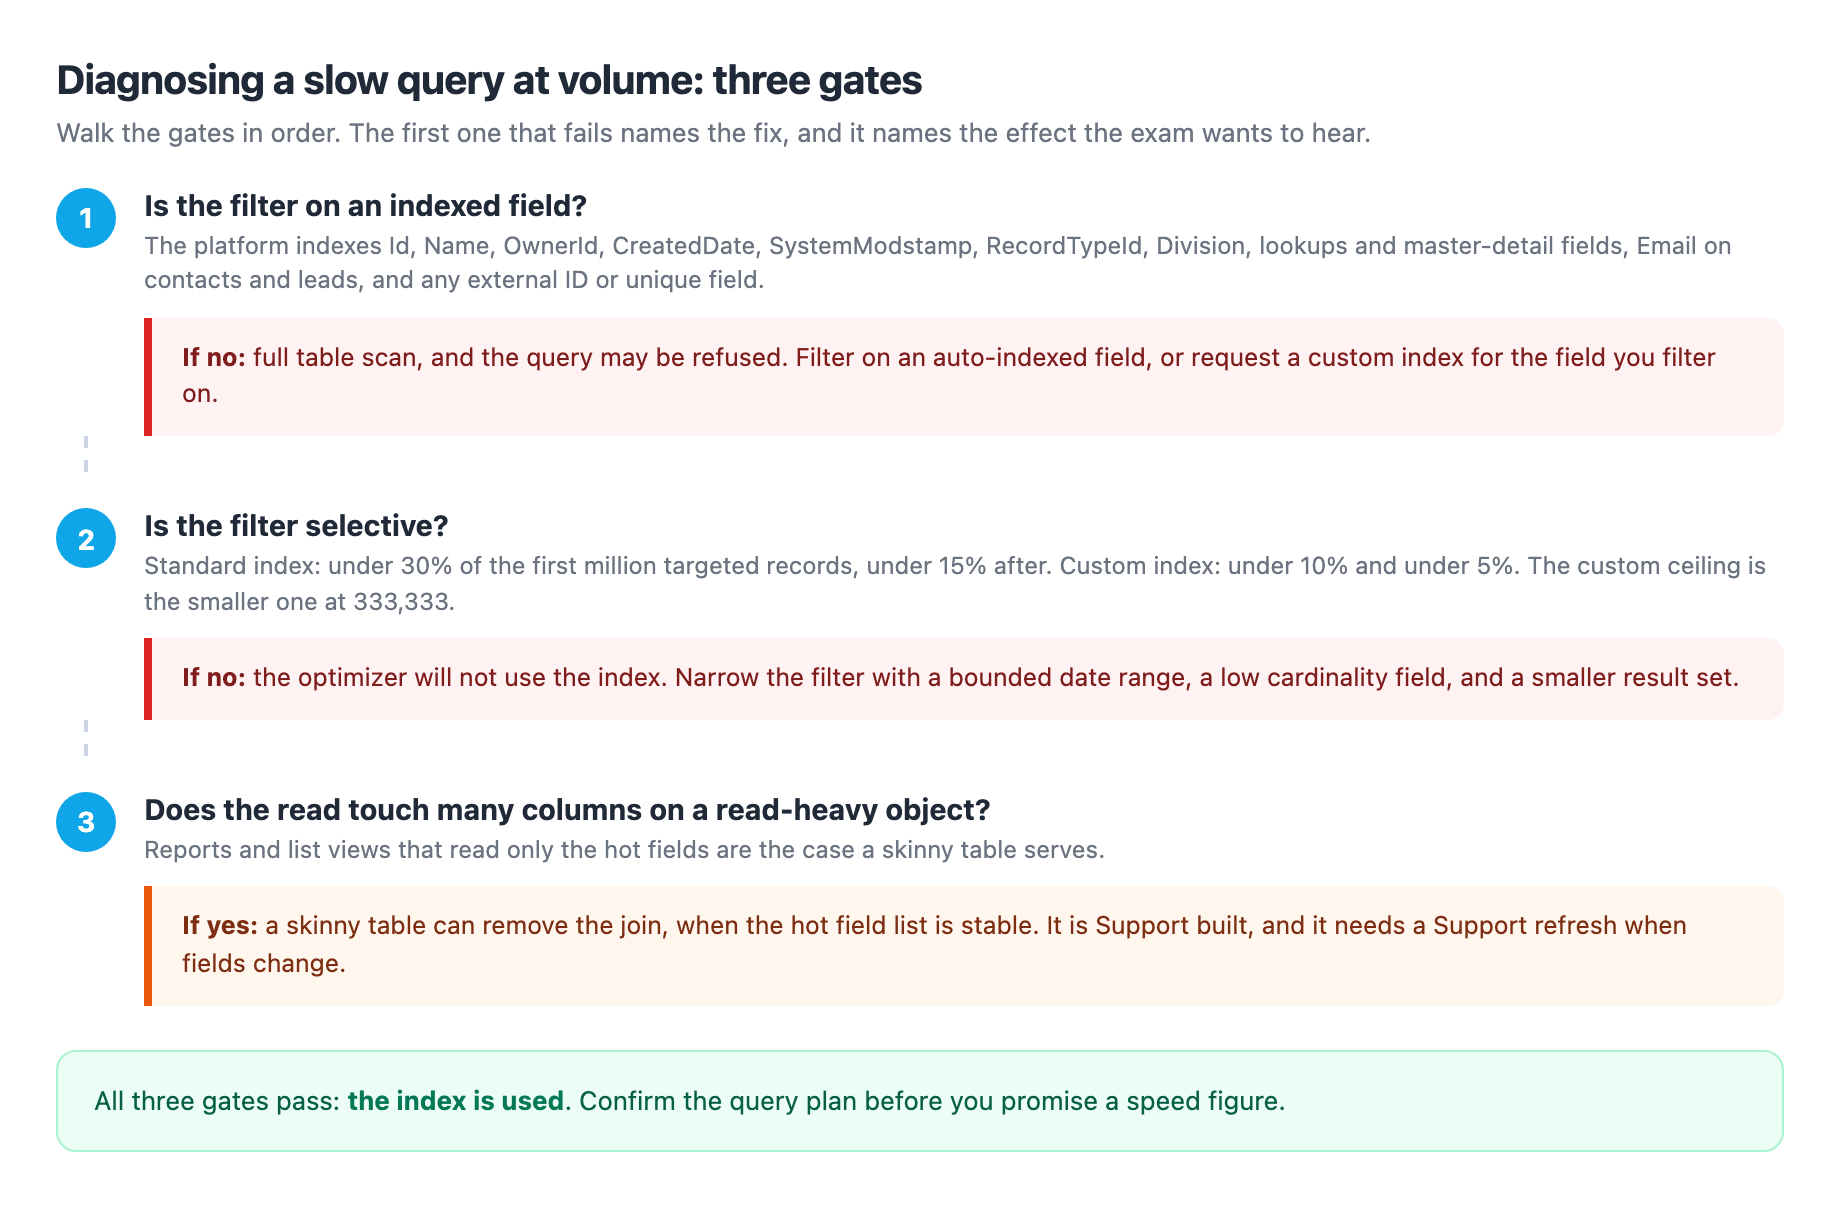 Diagnosing a slow query at volume: three gates
Walk the gates in order. The first one that fails names the fix, and it names the effect the exam wants to hear.
1
Is the filter on an indexed field?
The platform indexes Id, Name, OwnerId, CreatedDate, SystemModstamp, RecordTypeId, Division, lookups and master-detail fields, Email on
contacts and leads, and any external ID or unique field.
If no: full table scan, and the query may be refused. Filter on an auto-indexed field, or request a custom index for the field you filter
on.
2
Is the filter selective?
Standard index: under 30% of the first million targeted records, under 15% after. Custom index: under 10% and under 5%. The custom ceiling is
the smaller one at 333,333.
If no: the optimizer will not use the index. Narrow the filter with a bounded date range, a low cardinality field, and a smaller result set.
3
Does the read touch many columns on a read-heavy object?
Reports and list views that read only the hot fields are the case a skinny table serves.
If yes: a skinny table can remove the join, when the hot field list is stable. It is Support built, and it needs a Support refresh when
fields change.
All three gates pass: the index is used. Confirm the query plan before you promise a speed figure.